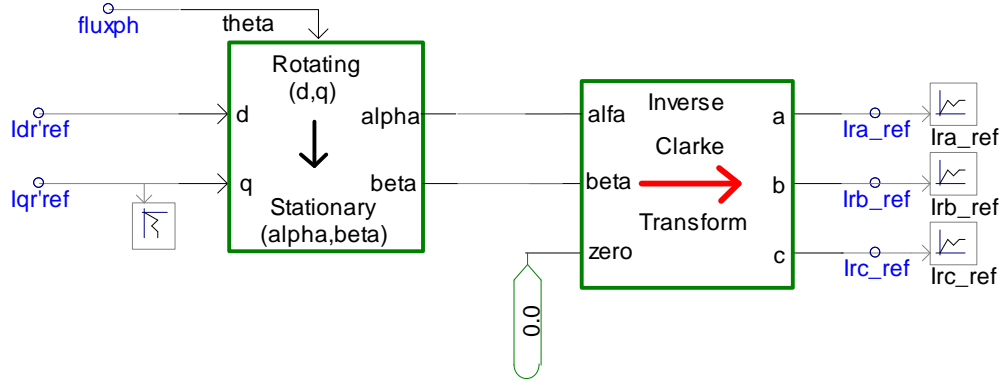 fluxph
theta
Rotating
(d,q)
Idr'ref
d
alpha
Iqr'ref
q
beta
Stationary
(alpha,beta)
alfa
Inverse
a
Ira_ref
Ira_ref
Clarke
beta
b
Irb_ref
Irb_ref
Transform
zero
c
Irc_ref
Irc_ref
0.0